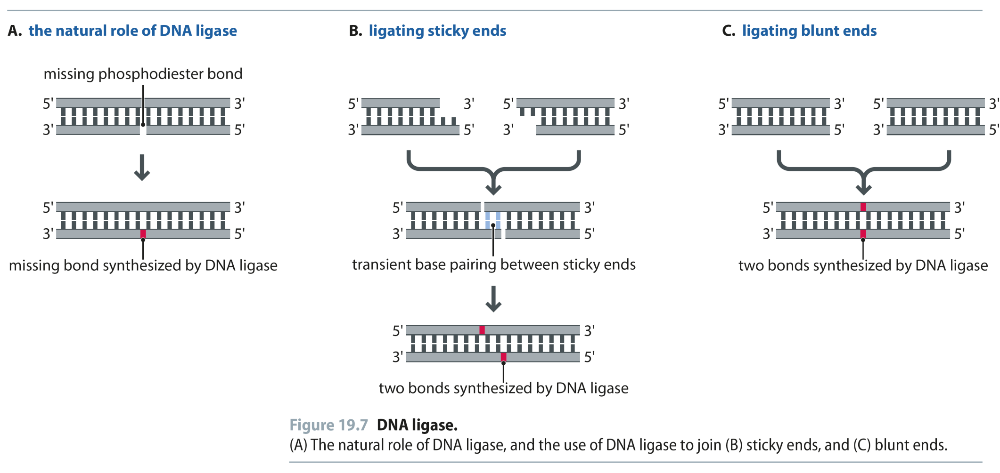 A. the natural role of DNA ligase
missing phosphodiester bond
5' 3'
3' 5'
5' 3'
3' 5'
missing bond synthesized by DNA ligase
B. ligating sticky ends
5' 3' 5' 3'
3' 5' 3' 5'
5' 3'
3' 5'
transient base pairing between sticky ends
5' 3'
3' 5'
two bonds synthesized by DNA ligase
C. ligating blunt ends
5' 3' 5' 3'
3' 5' 3' 5'
5' 3'
3' 5'
two bonds synthesized by DNA ligase
Figure 19.7 DNA ligase.
(A) The natural role of DNA ligase, and the use of DNA ligase to join (B) sticky ends, and (C) blunt ends.